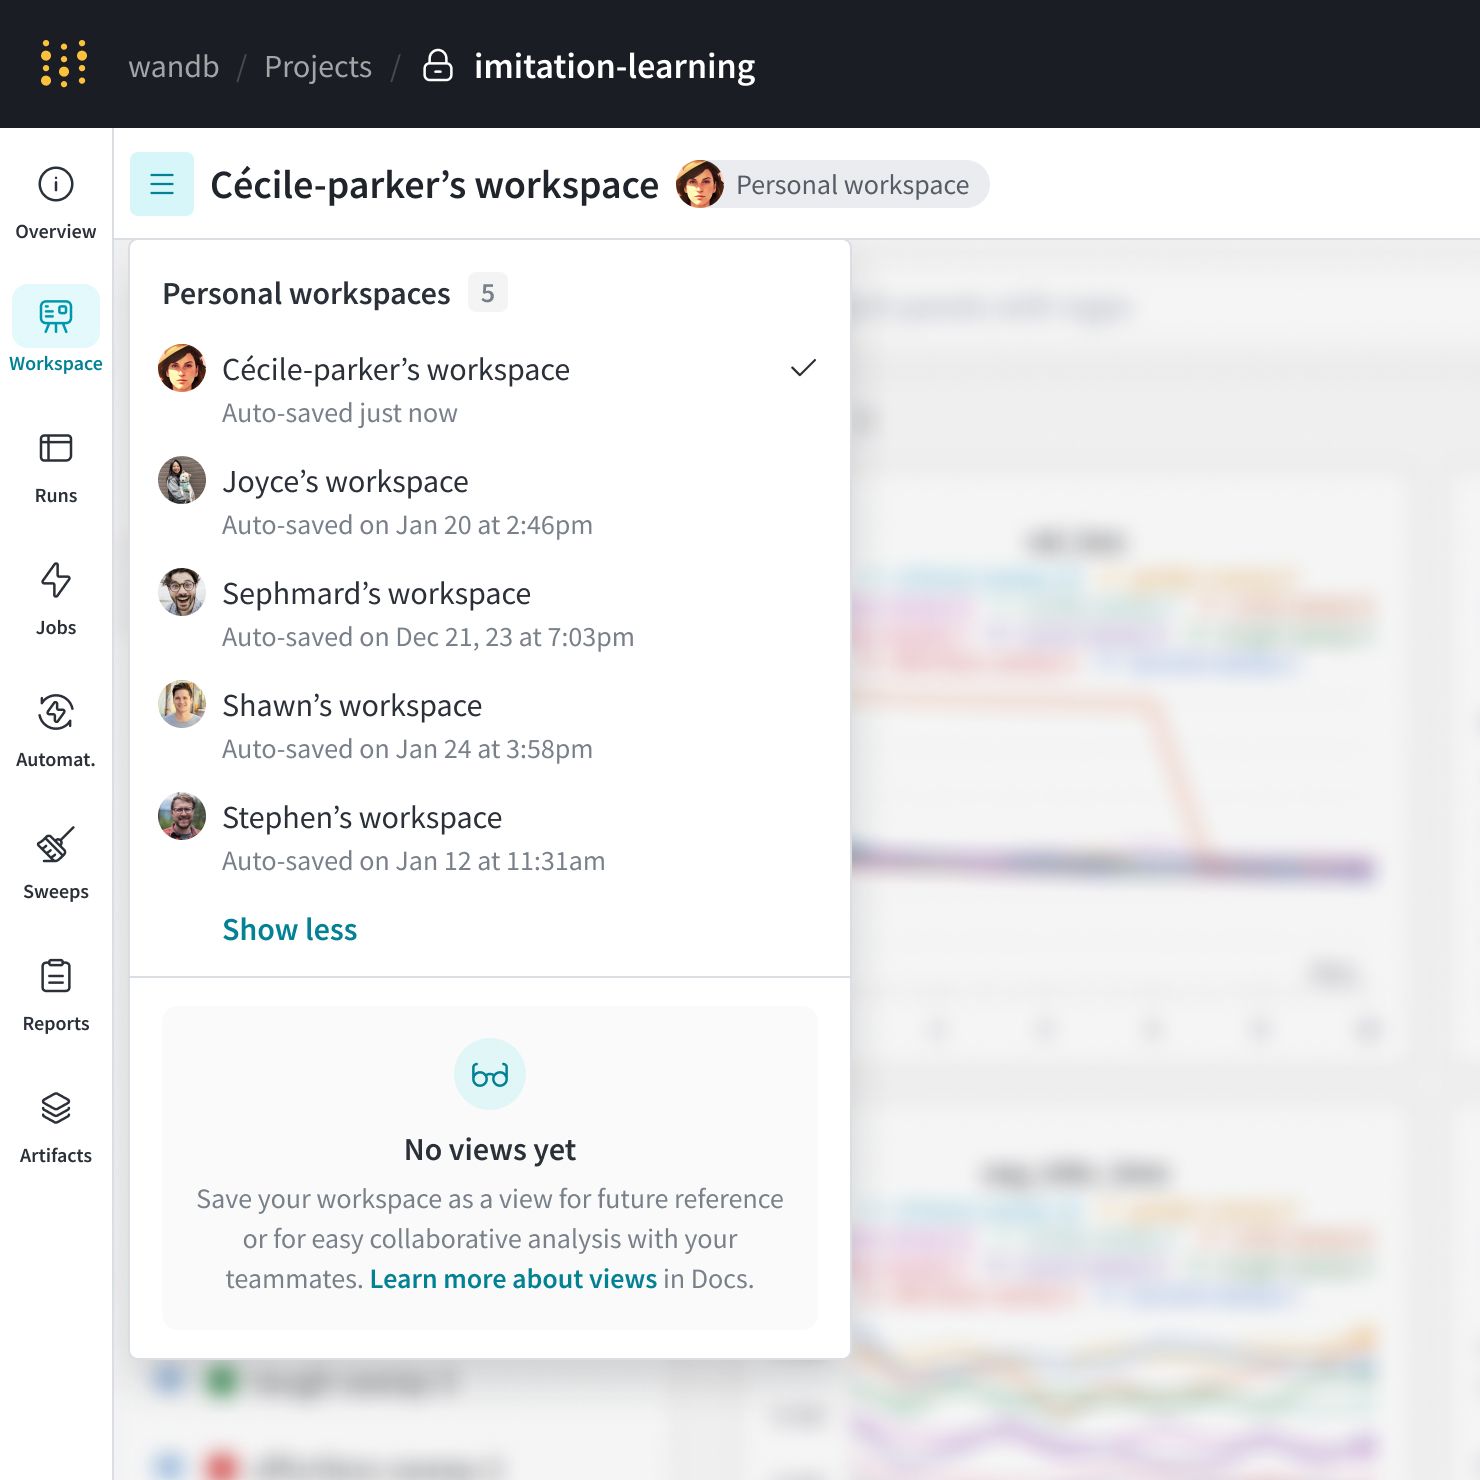 wandb / Projects / imitation-learning
Overview
Workspace
Runs
Jobs
Automat.
Sweeps
Reports
Artifacts
Cécile-parker’s workspace
Personal workspace
Personal workspaces 5
Cécile-parker’s workspace
Auto-saved just now
Joyce’s workspace
Auto-saved on Jan 20 at 2:46pm
Sephmard’s workspace
Auto-saved on Dec 21, 23 at 7:03pm
Shawn’s workspace
Auto-saved on Jan 24 at 3:58pm
Stephen’s workspace
Auto-saved on Jan 12 at 11:31am
Show less
No views yet
Save your workspace as a view for future reference
or for easy collaborative analysis with your
teammates. Learn more about views in Docs.